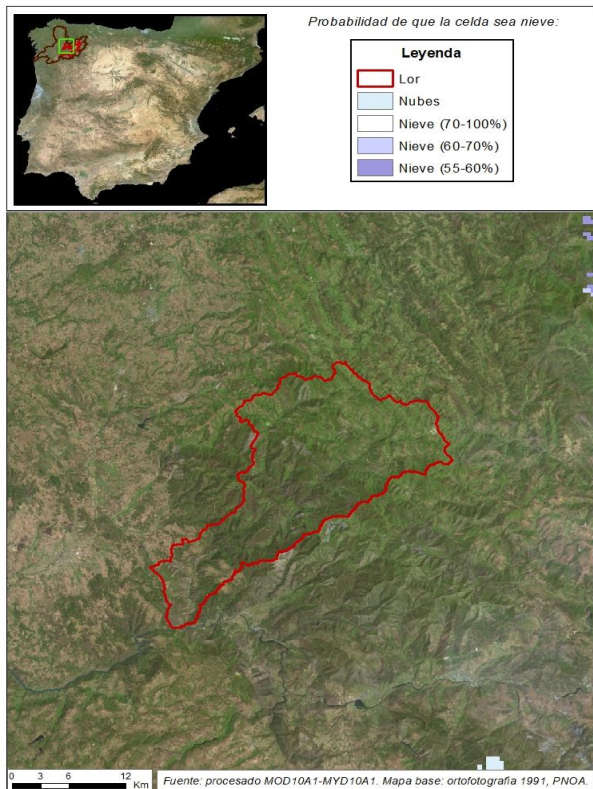 Probabilidad de que la celda sea nieve:
Leyenda
Lor
Nubes
Nieve (70-100%)
Nieve (60-70%)
Nieve (55-60%)
0 3 6 12
Km
Fuente: procesado MOD10A1-MYD10A1. Mapa base: ortofotografia 1991, PNOA.